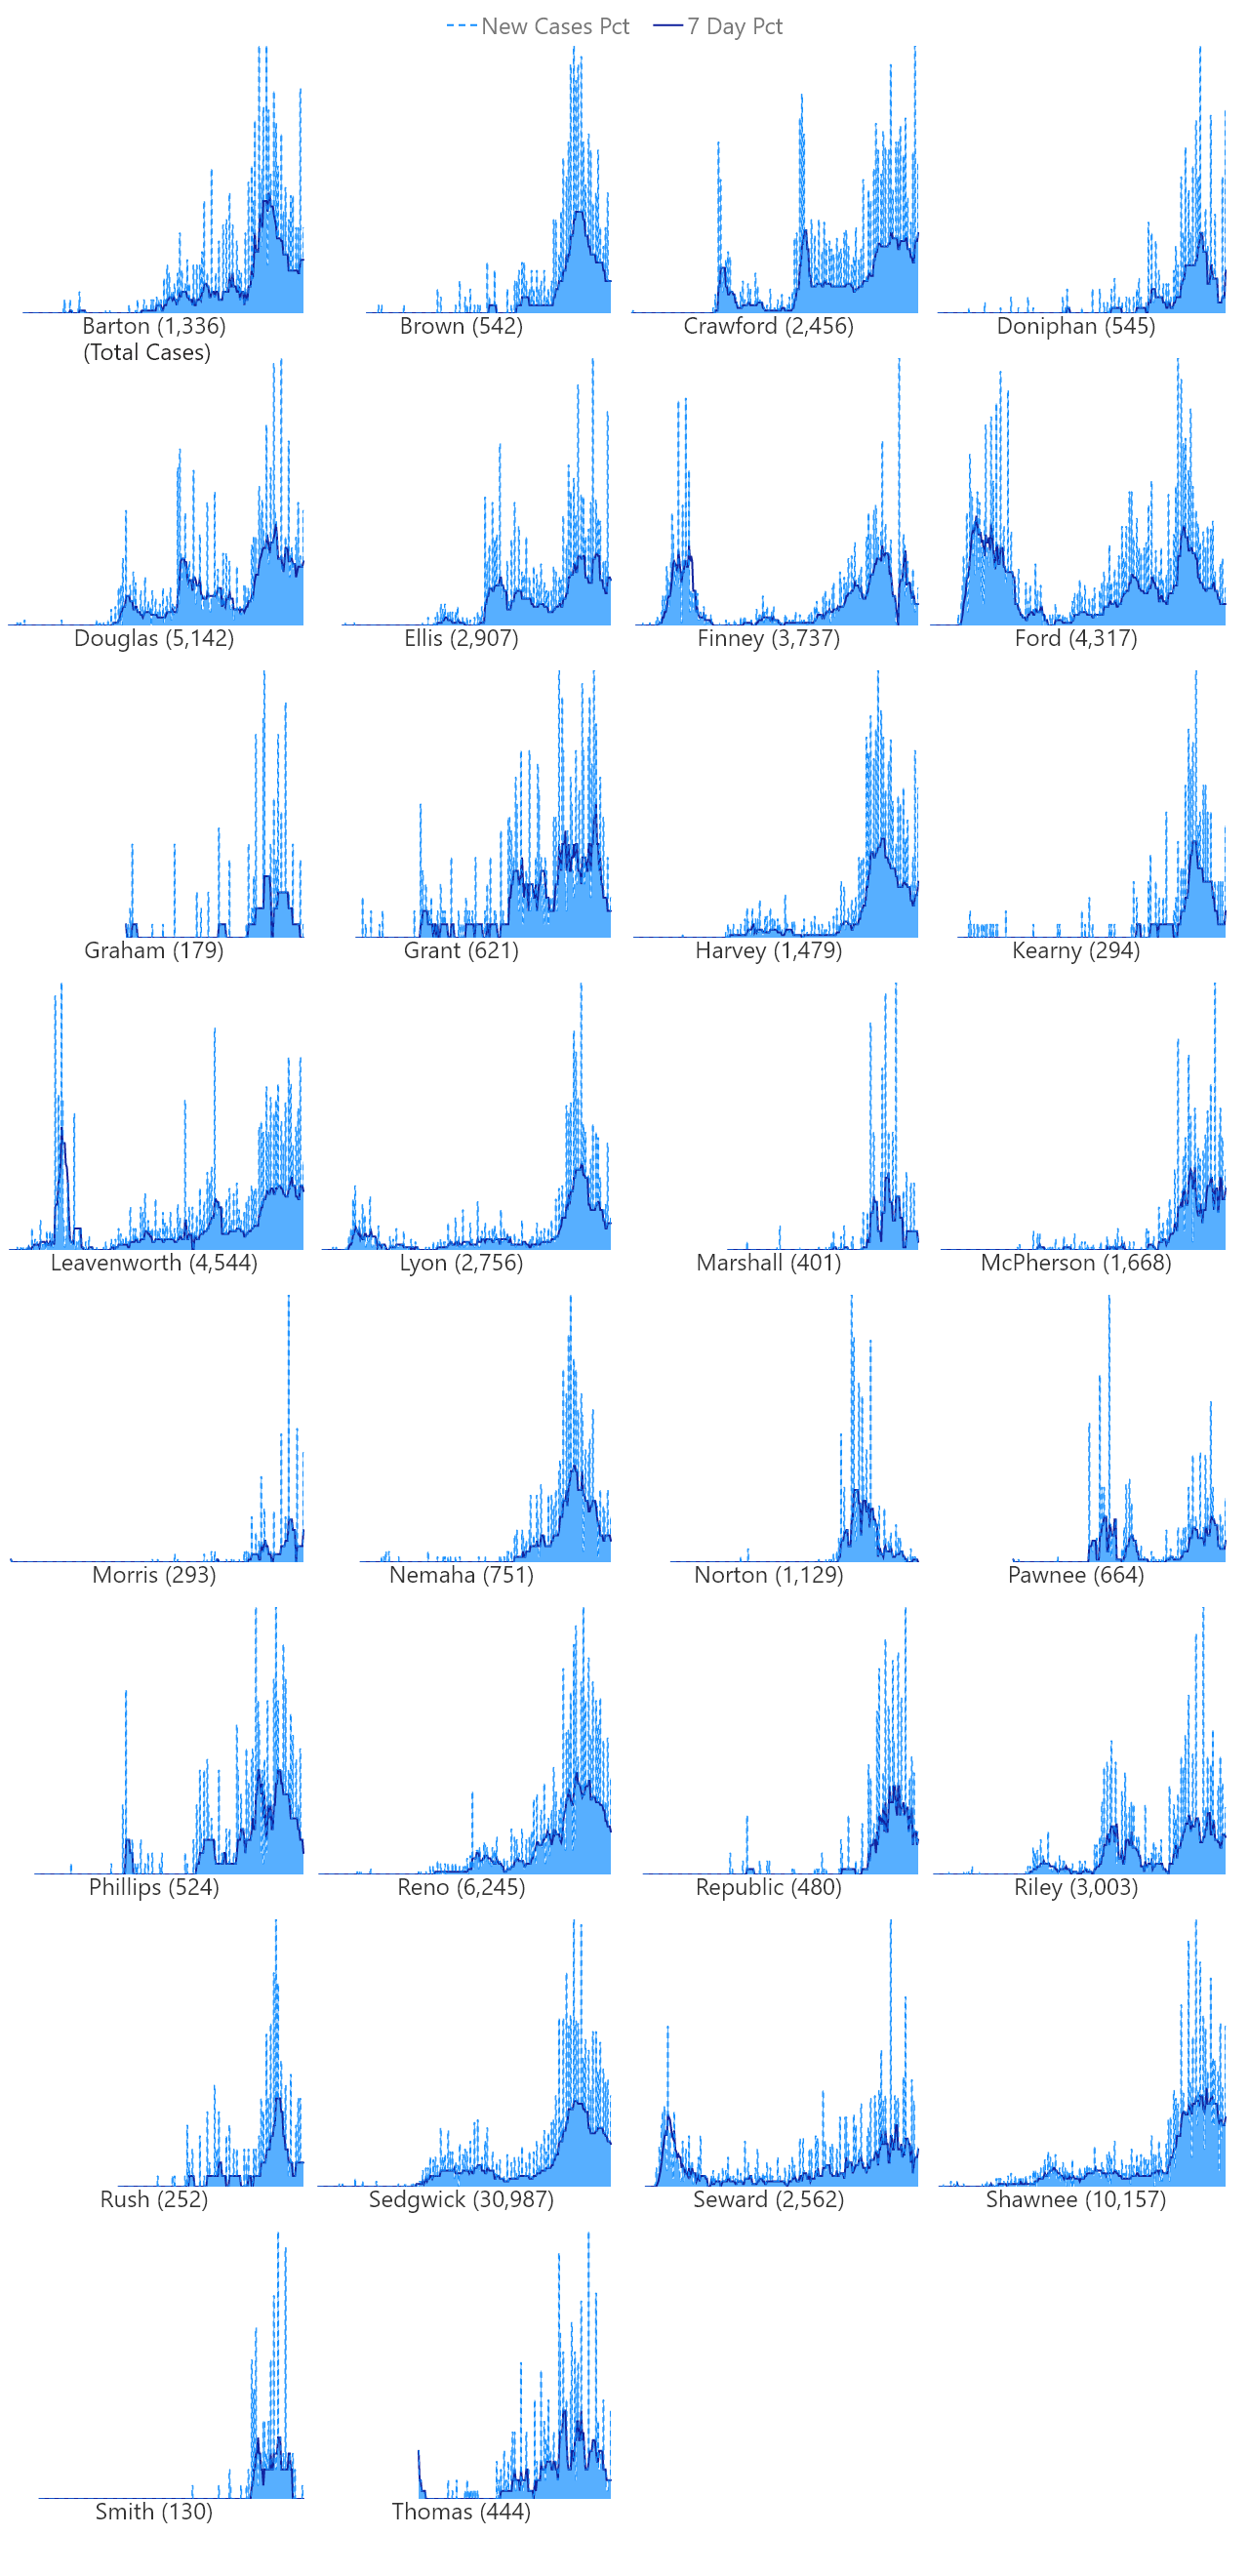 New Cases Pct 7 Day Pct
Barton (1,336) Brown (542) Crawford (2,456) Doniphan (545)
(Total Cases)
Douglas (5,142) Ellis (2,907) Finney (3,737) Ford (4,317)
Graham (179) Grant (621) Harvey (1,479) Kearny (294)
Leavenworth (4,544) Lyon (2,756) Marshall (401) McPherson (1,668)
Morris (293) Nemaha (751) Norton (1,129) Pawnee (664)
Phillips (524) Reno (6,245) Republic (480) Riley (3,003)
Rush (252) Sedgwick (30,987) Seward (2,562) Shawnee (10,157)
Smith (130) Thomas (444)